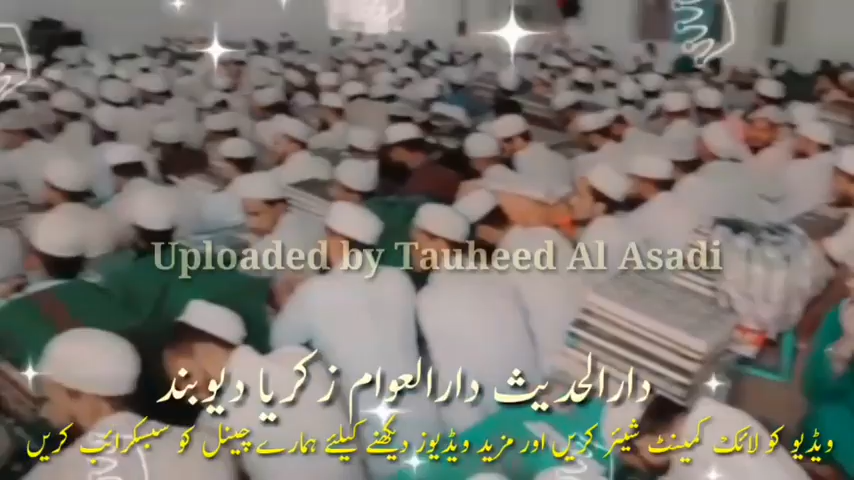 Uploaded by Tauheed Al Asadi
دارالحدیث دارالعوام زکریا دیوبند
ویڈیو کو لائک کمینٹ شیئر کریں اور مزید ویڈیوز دیکھنے کیلئے ہمارے چینل کو سبسکرائب کریں